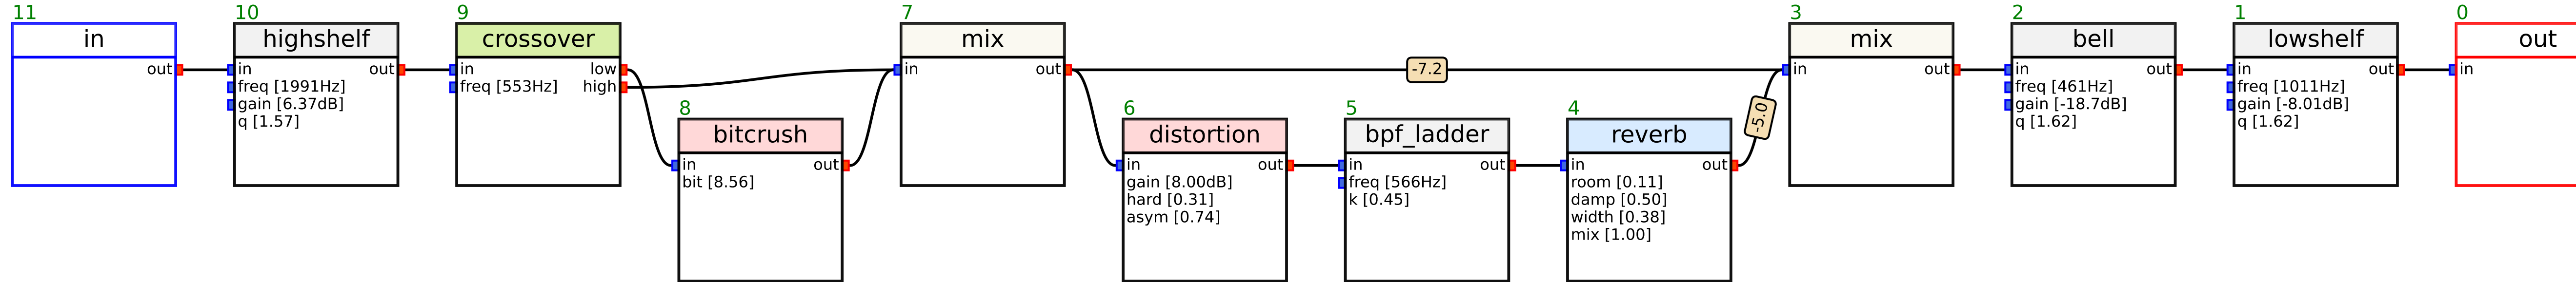 11
in
out
10
highshelf
in out
freq [1991Hz]
gain [6.37dB]
q [1.57]
9
crossover
in low
freq [553Hz] high
8
bitcrush
in out
bit [8.56]
7
mix
in out
-7.2
6
distortion
in out
gain [8.00dB]
hard [0.31]
asym [0.74]
5
bpf_ladder
in out
freq [566Hz]
k [0.45]
4
reverb
in out
room [0.11]
damp [0.50]
width [0.38]
mix [1.00]
-5.0
3
mix
in out
2
bell
in out
freq [461Hz]
gain [-18.7dB]
q [1.62]
1
lowshelf
in out
freq [1011Hz]
gain [-8.01dB]
q [1.62]
0
out
in